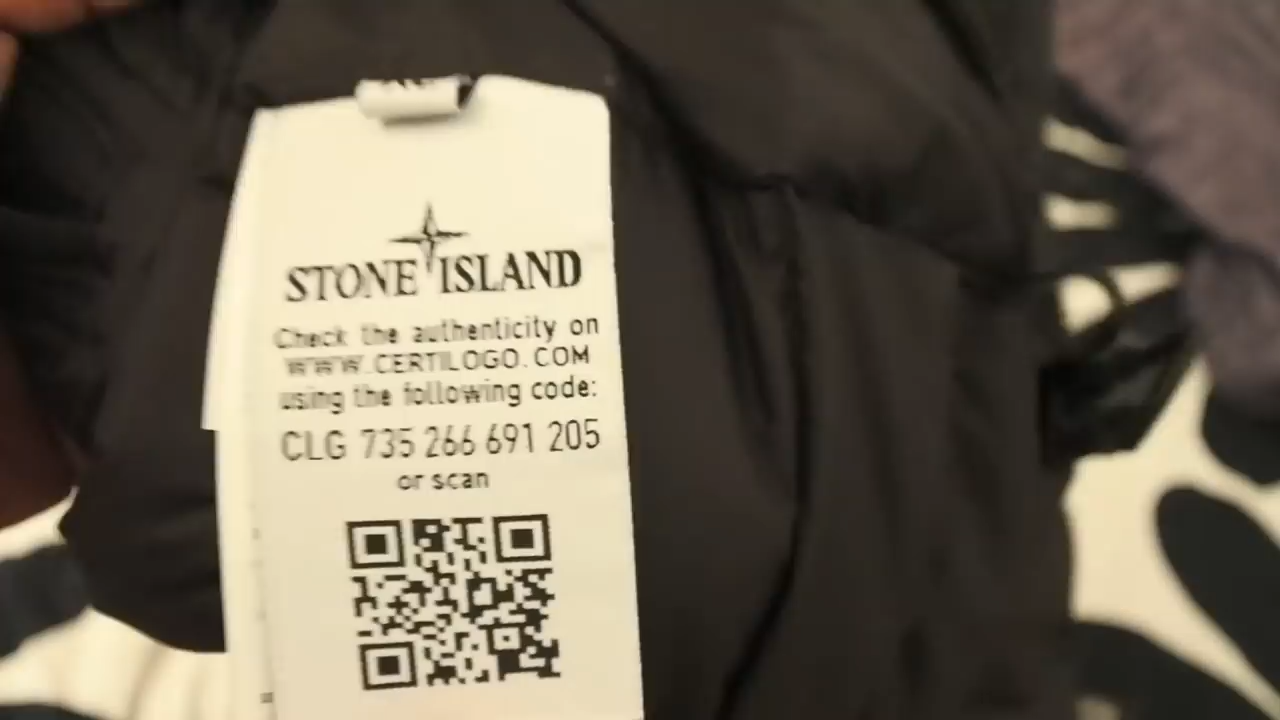 STONE ISLAND
Check the authenticity on
WWW.CERTILOGO.COM
using the following code:
CLG 735 266 691 205
or scan